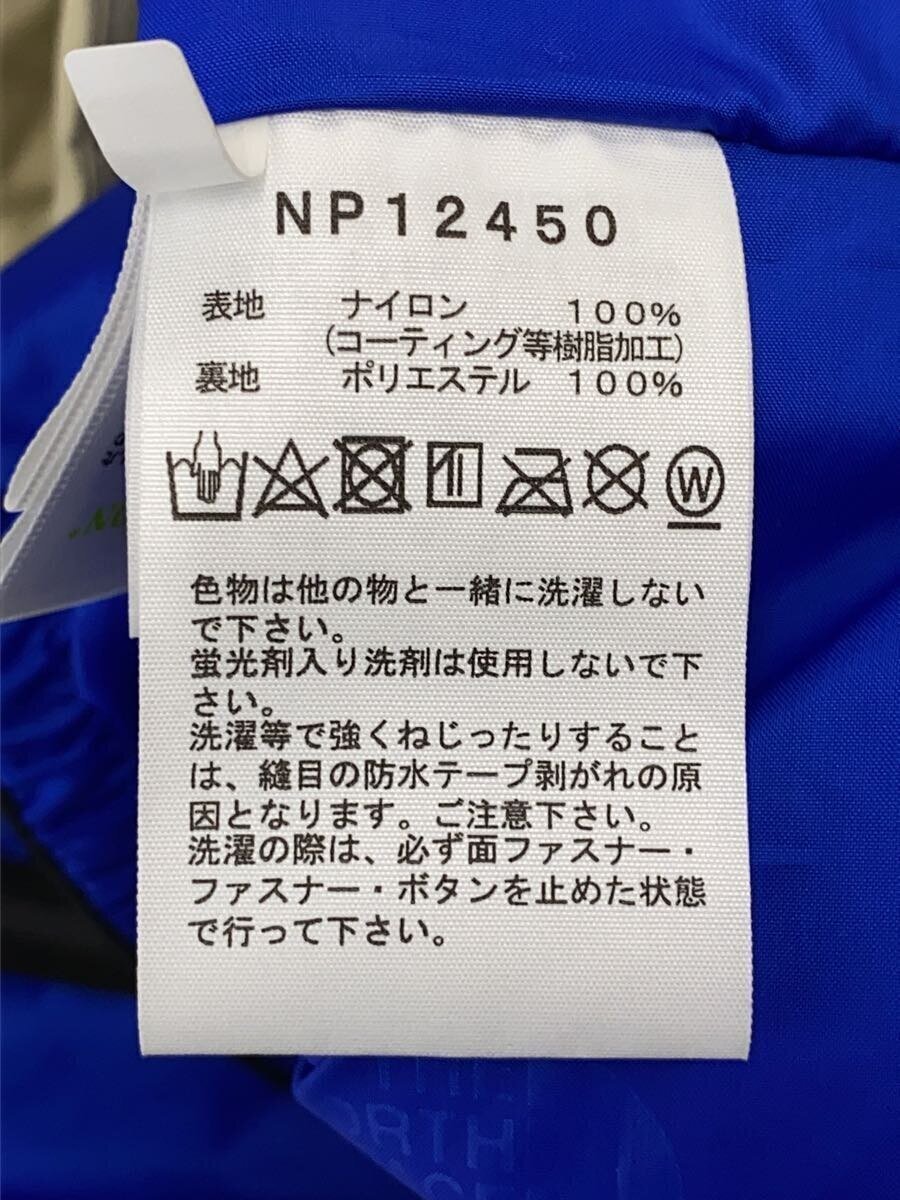 NP12450
表地 ナイロン 100%
(コーティング等樹脂加工)
裏地 ポリエステル 100%
W
色物は他の物と一緒に洗濯しない
で下さい。
蛍光剤入り洗剤は使用しないで下
さい。
洗濯等で強くねじったりすること
は、縫目の防水テープ剥がれの原
因となります。ご注意下さい。
洗濯の際は、必ず面ファスナー・
ファスナー・ボタンを止めた状態
で行って下さい。
THE
ORTH